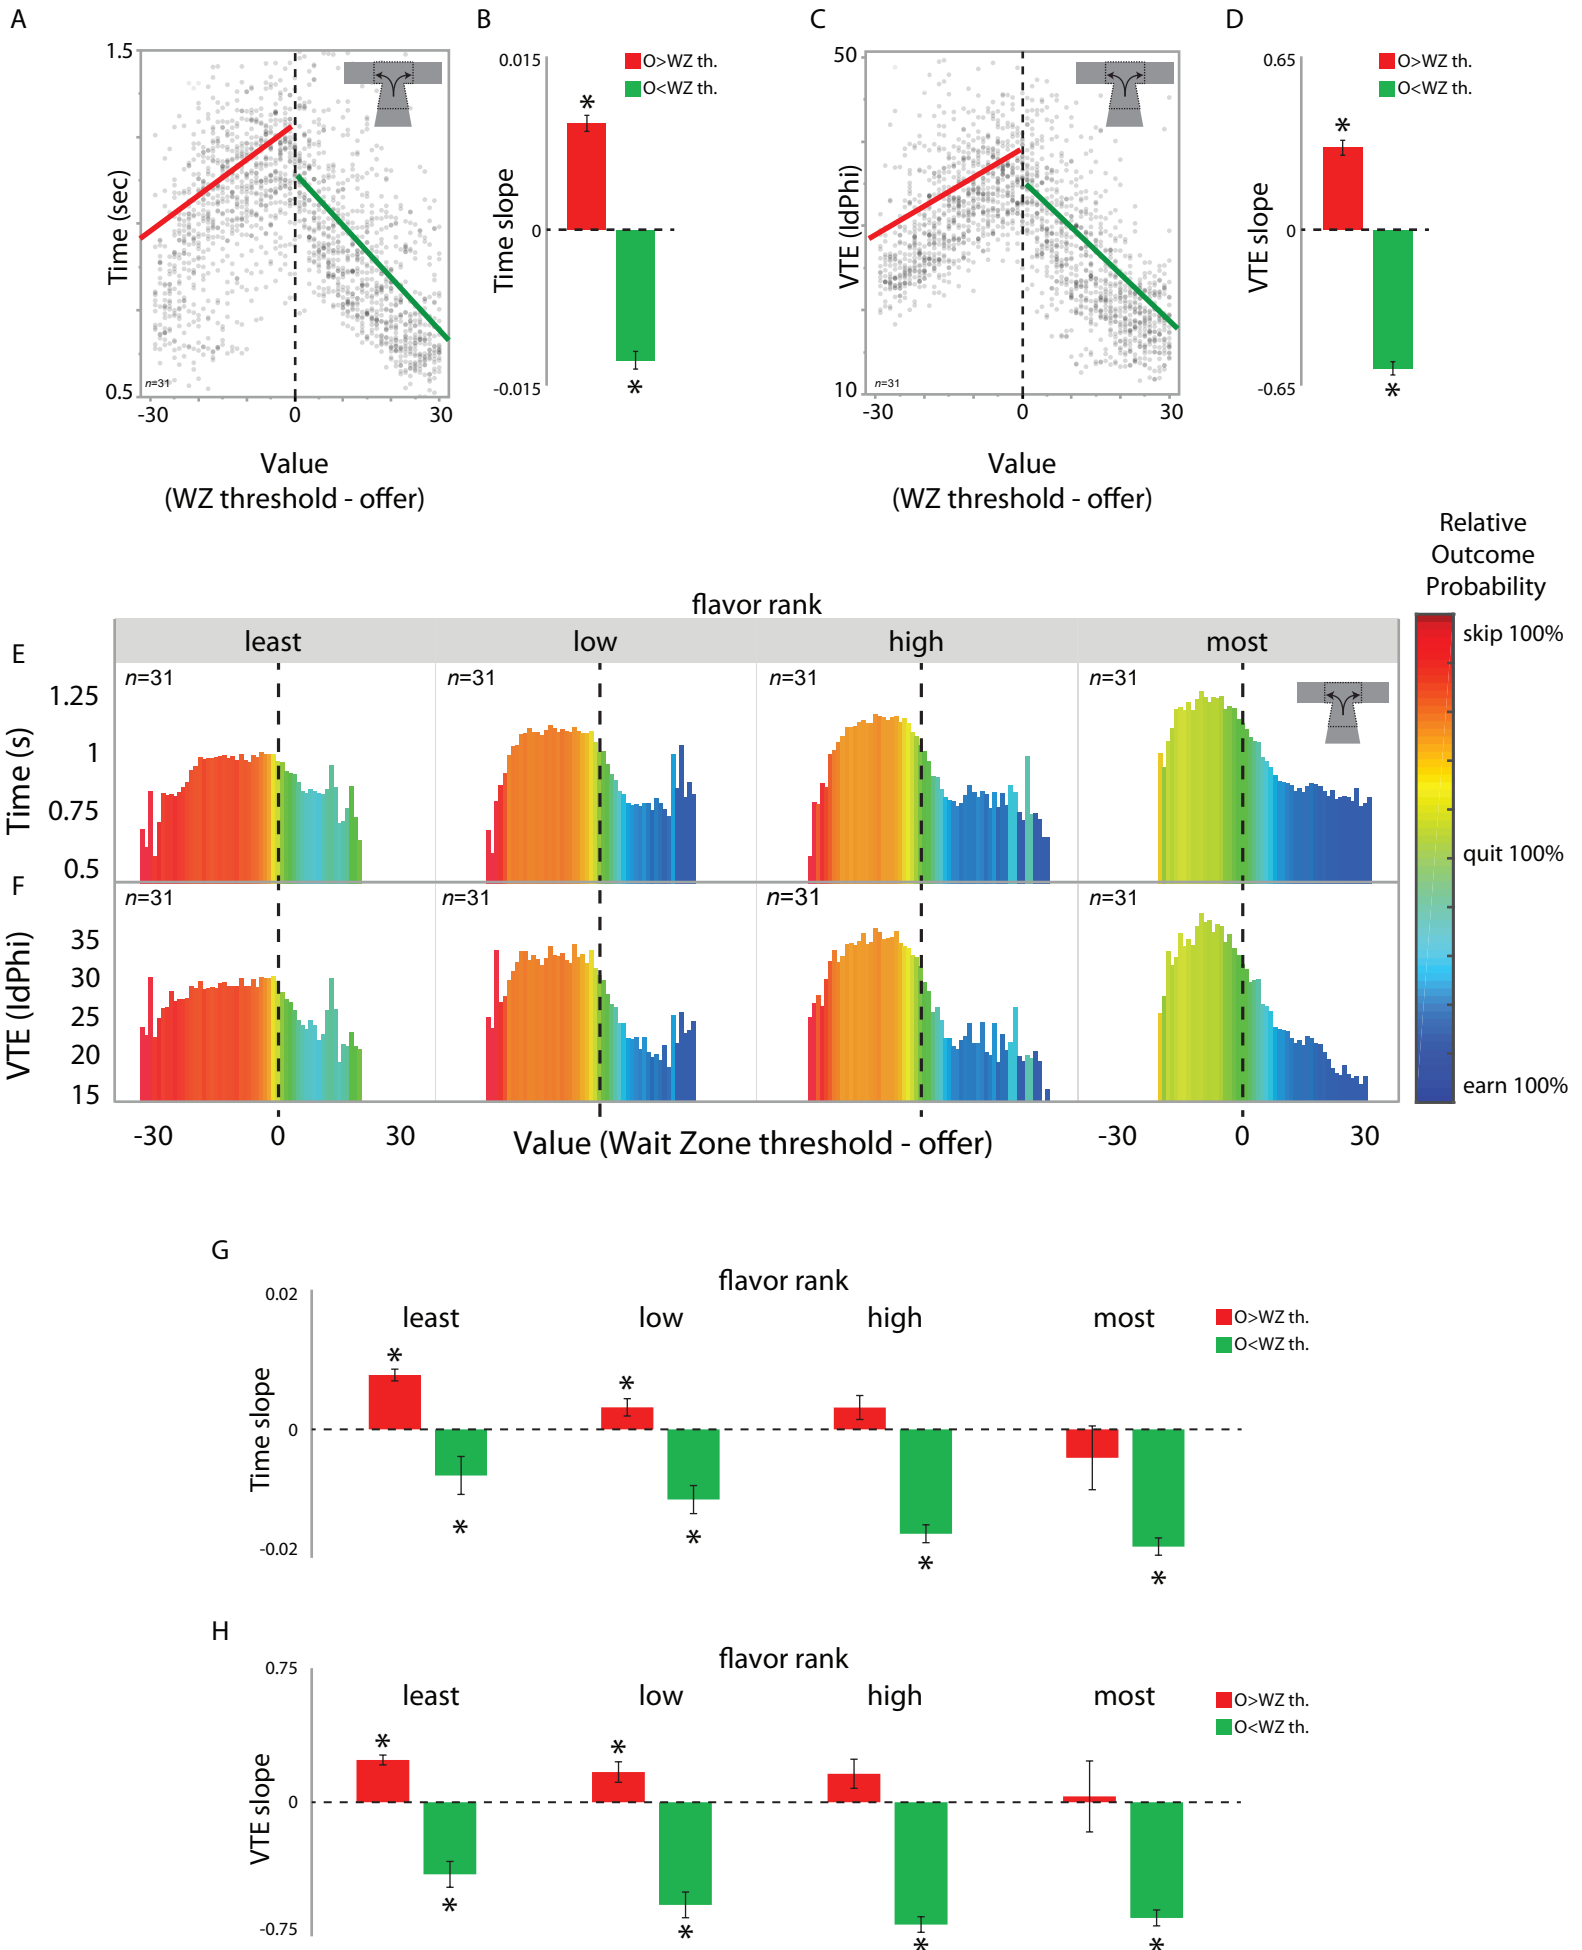 A
B
C
D
1.5
Time (sec)
0.5
n=31
-30
0
30
Value
(WZ threshold - offer)
0.015
O>WZ th.
O<WZ th.
*
Time slope
0
-0.015
*
50
VTE (IdPhi)
10
n=31
-30
0
30
Value
(WZ threshold - offer)
0.65
O>WZ th.
O<WZ th.
*
VTE slope
0
-0.65
*
Relative
Outcome
Probability
skip 100%
quit 100%
earn 100%
flavor rank
least
low
high
most
E
n=31
n=31
n=31
n=31
Time (s)
1.25
1
0.75
0.5
F
n=31
n=31
n=31
n=31
VTE (IdPhi)
35
30
25
20
15
-30
0
30
Value (Wait Zone threshold - offer)
-30
0
30
G
flavor rank
0.02
least
low
high
most
O>WZ th.
O<WZ th.
Time slope
*
*
0
*
*
*
*
-0.02
H
flavor rank
0.75
least
low
high
most
O>WZ th.
O<WZ th.
VTE slope
*
*
0
*
*
*
*
-0.75